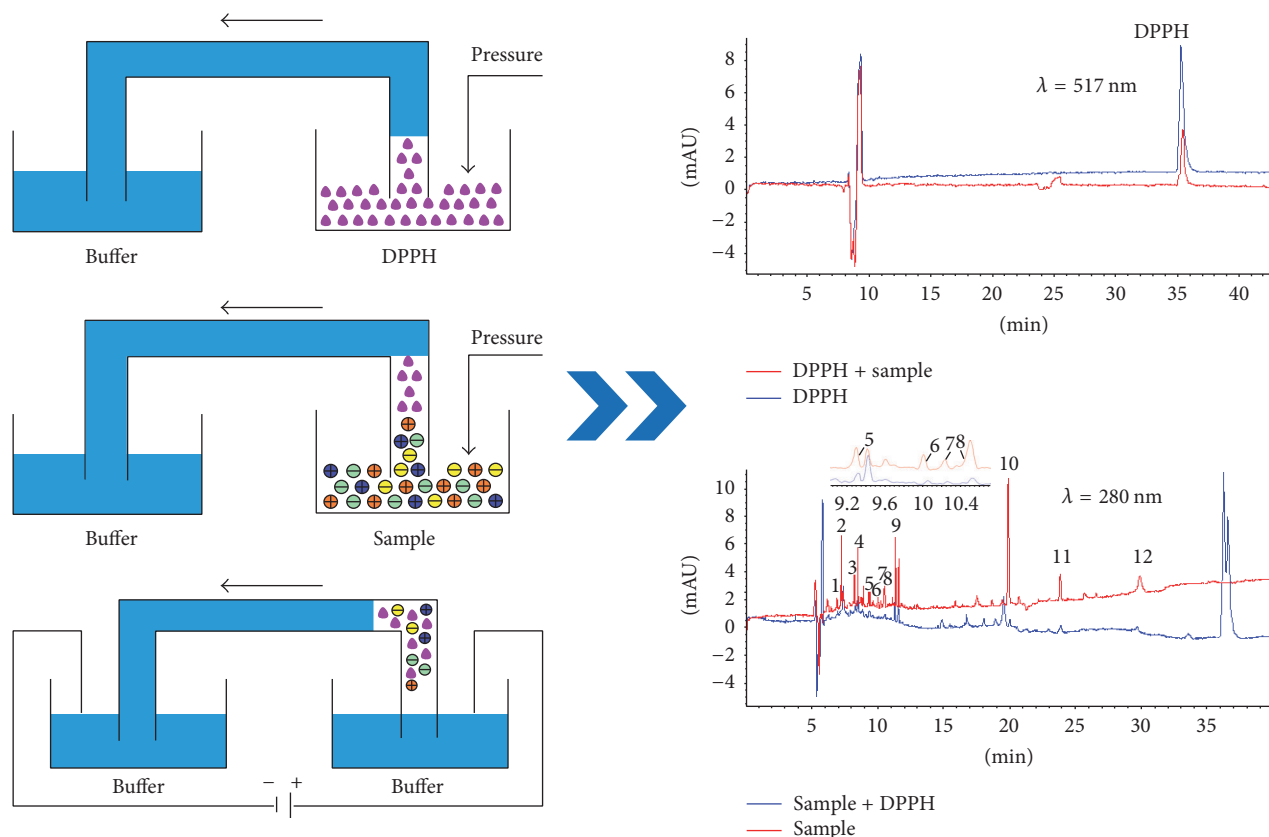 Pressure
Buffer
DPPH
Pressure
Buffer
Sample
Buffer
Buffer
− +
DPPH
λ = 517 nm
(mAU)
8
6
4
2
0
−2
−4
5 10 15 20 25 30 35 40
(min)
DPPH + sample
DPPH
5 6 7 8
9.2 9.6 10 10.4
λ = 280 nm
(mAU)
10
8
6
4
2
0
−2
−4
1 2 3 4 5 6 7 8 9 10 11 12
5 10 15 20 25 30 35
(min)
Sample + DPPH
Sample